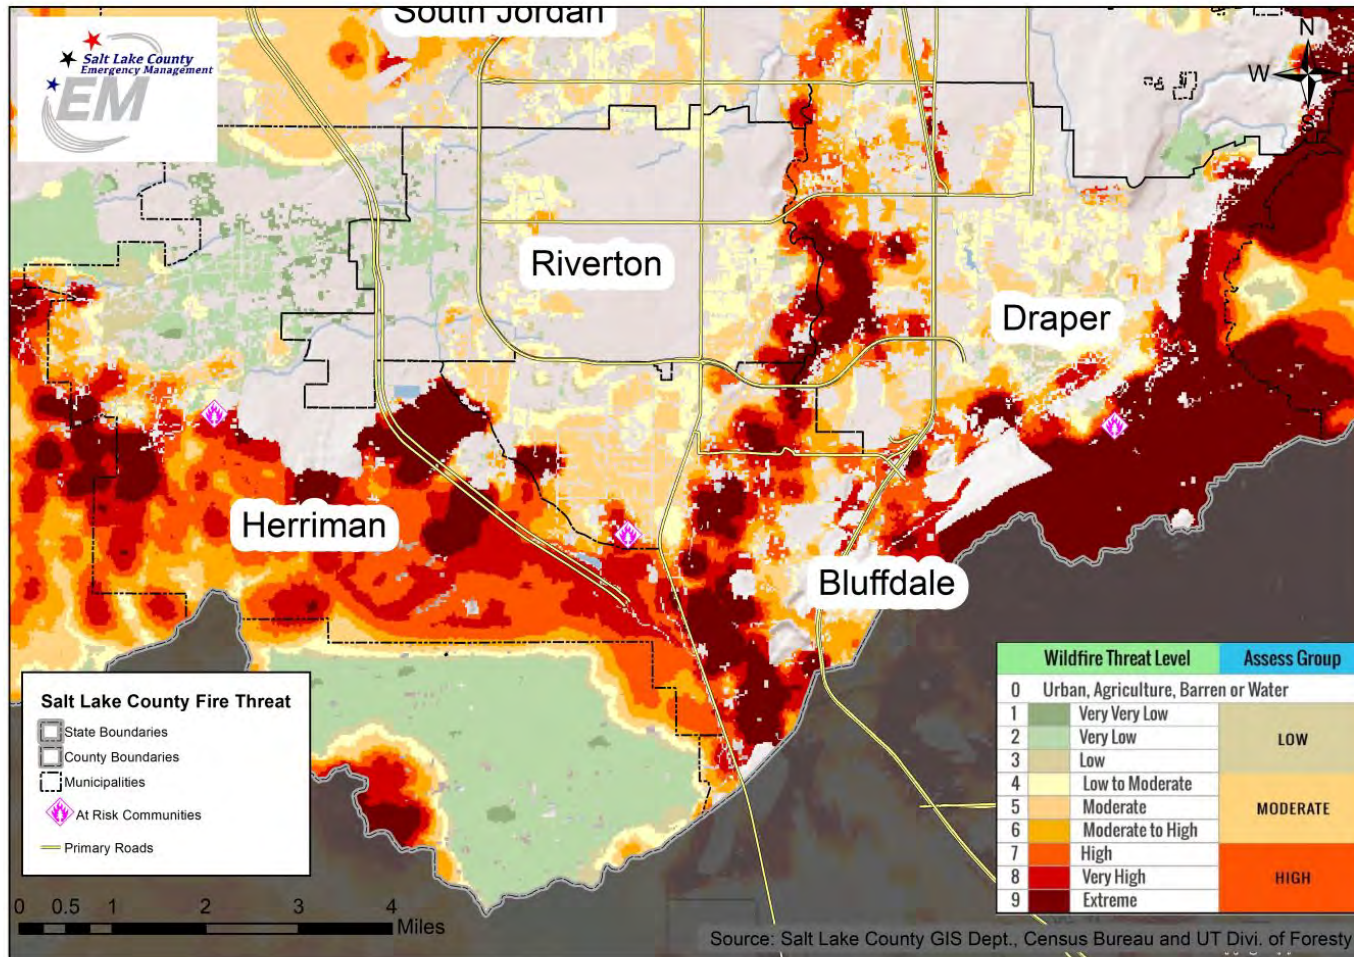 South Jordan
Salt Lake County
Emergency Management
EM
N
W
S
Riverton
Draper
Herriman
Bluffdale
Salt Lake County Fire Threat
State Boundaries
County Boundaries
Municipalities
At Risk Communities
Primary Roads
0 0.5 1 2 3 4
Miles
Wildfire Threat Level Assess Group
0 Urban, Agriculture, Barren or Water
1 Very Very Low
2 Very Low LOW
3 Low
4 Low to Moderate
5 Moderate MODERATE
6 Moderate to High
7 High
8 Very High HIGH
9 Extreme
Source: Salt Lake County GIS Dept., Census Bureau and UT Divi. of Foresty